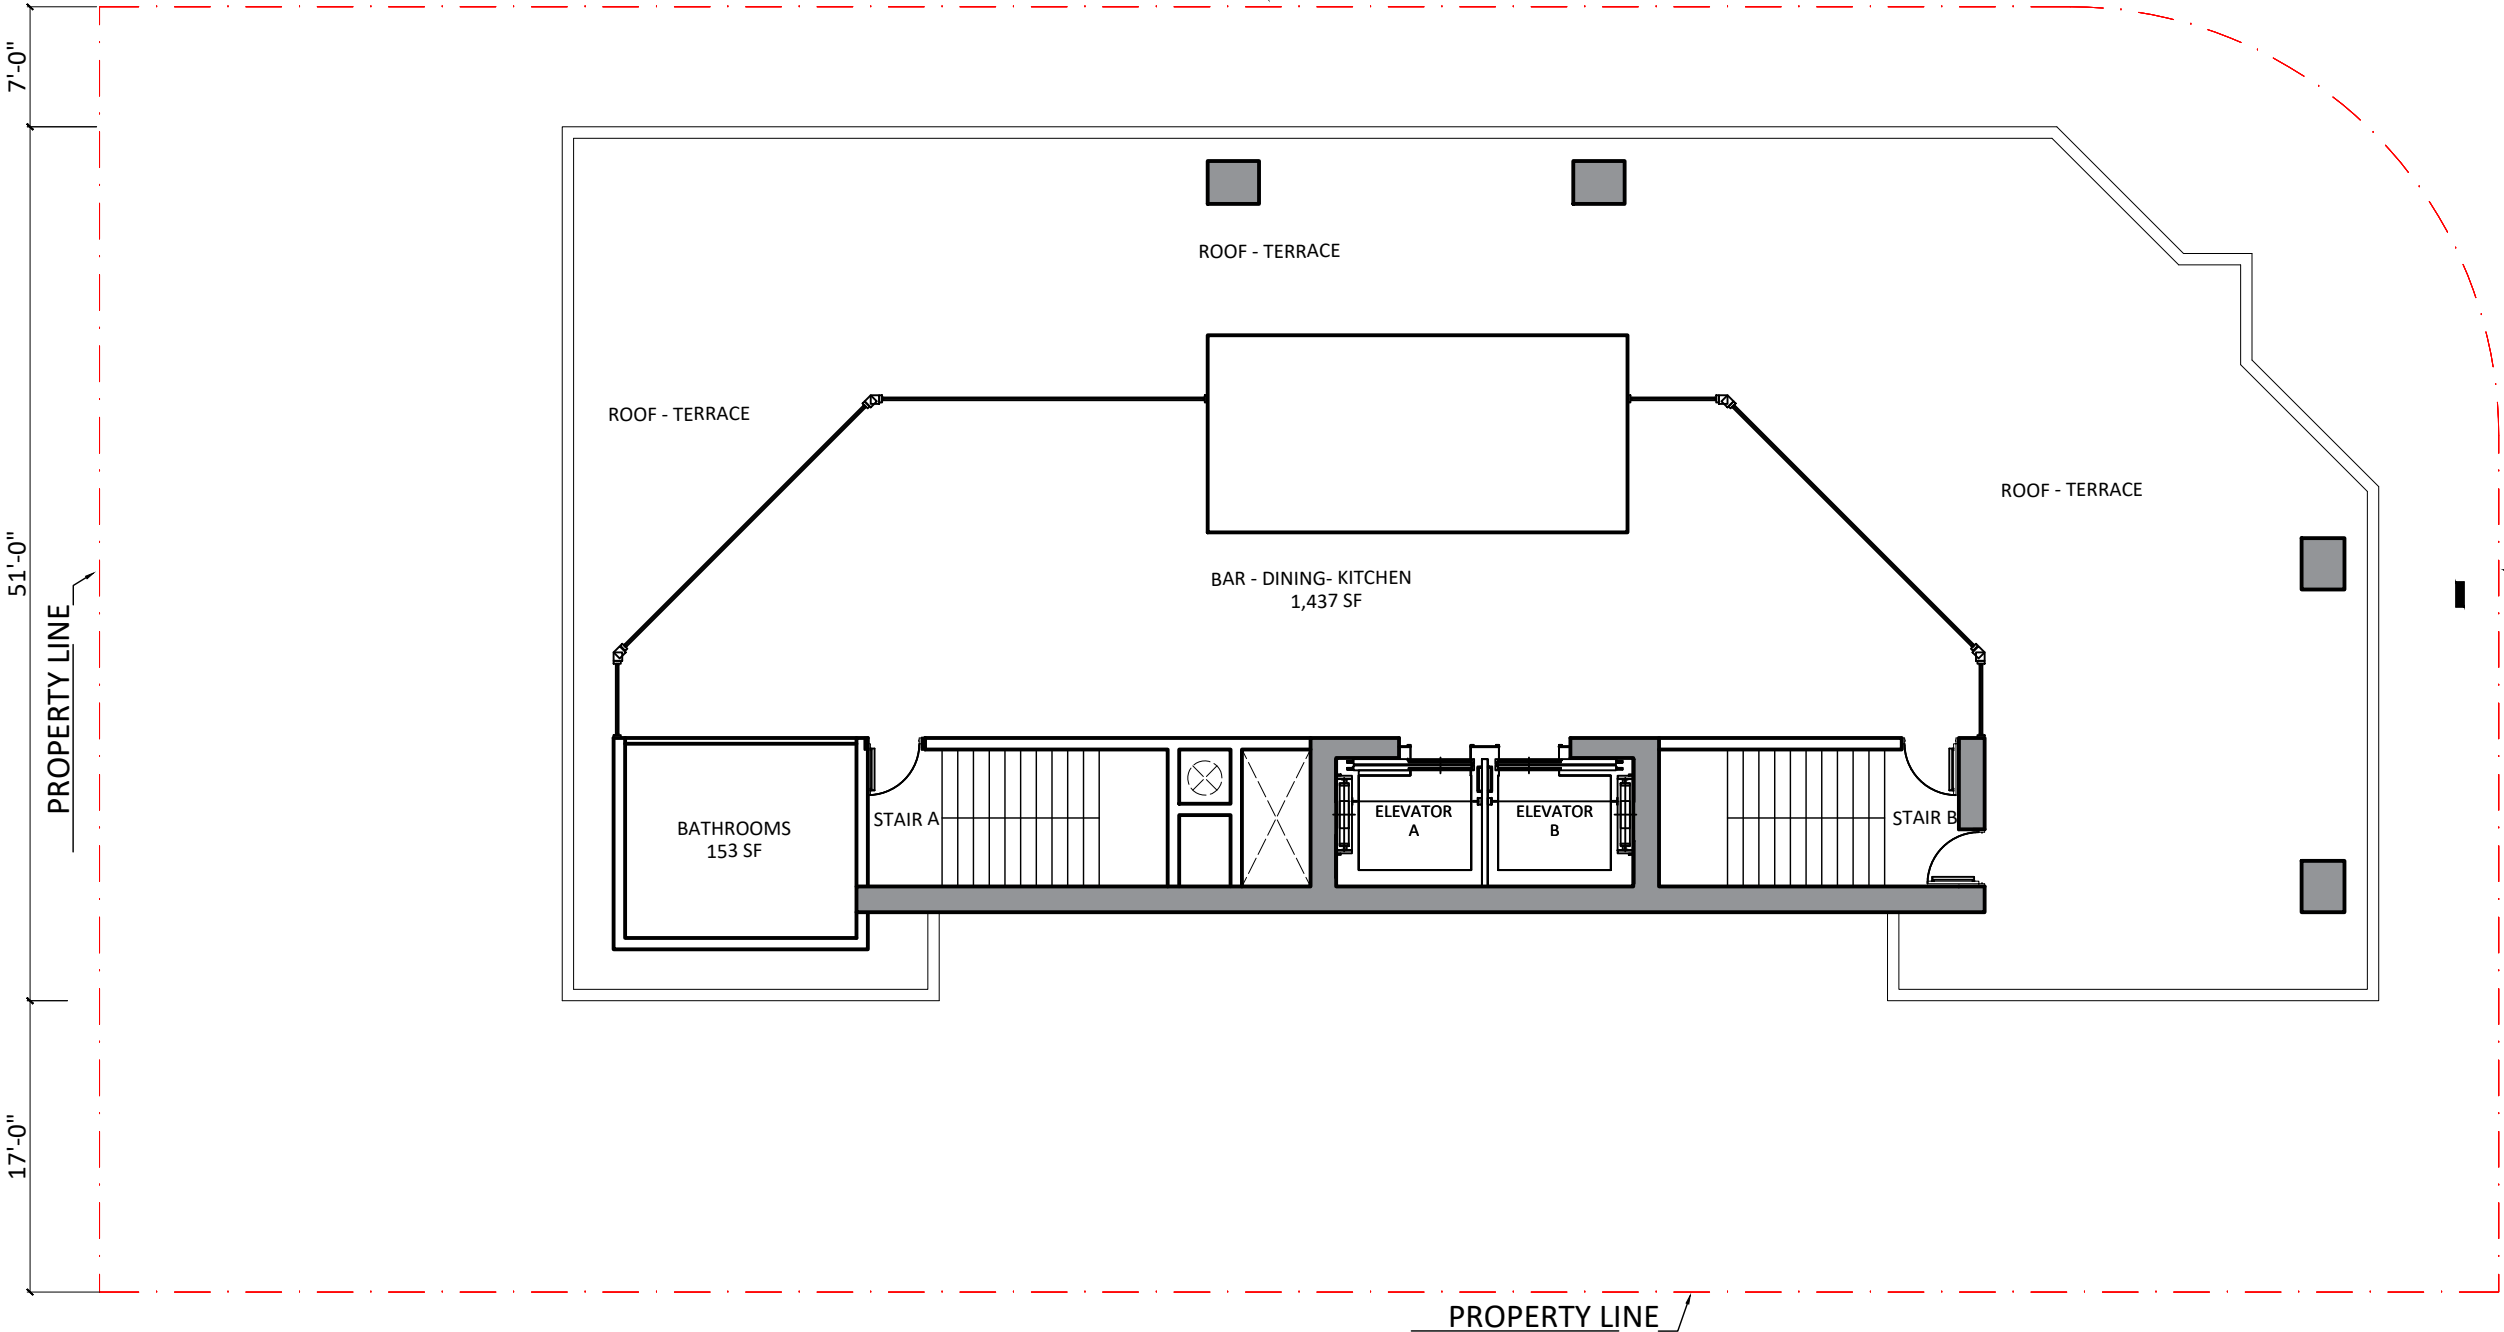 7'-0"
ROOF - TERRACE
ROOF - TERRACE
ROOF - TERRACE
51'-0"
PROPERTY LINE
BAR - DINING- KITCHEN
1,437 SF
BATHROOMS
153 SF
STAIR A
ELEVATOR
A
ELEVATOR
B
STAIR B
17'-0"
PROPERTY LINE